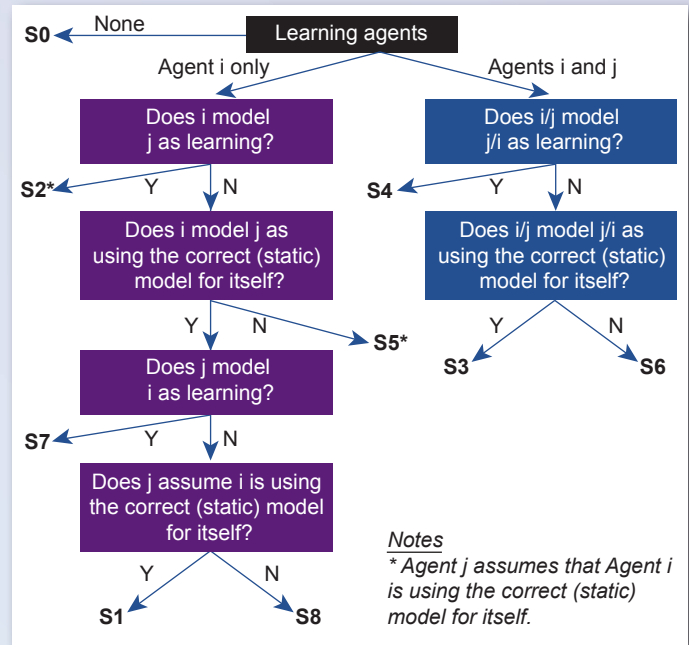 Learning agents
None
S0
Agent i only
Agents i and j
Does i model
j as learning?
Does i/j model
j/i as learning?
Y
N
S2*
Y
N
S4
Does i model j as
using the correct (static)
model for itself?
Does i/j model j/i as
using the correct (static)
model for itself?
Y
N
S5*
Y
N
S3
S6
Does j model
i as learning?
Y
N
S7
Does j assume i is using
the correct (static) model
for itself?
Y
N
S1
S8
Notes
* Agent j assumes that Agent i
is using the correct (static)
model for itself.